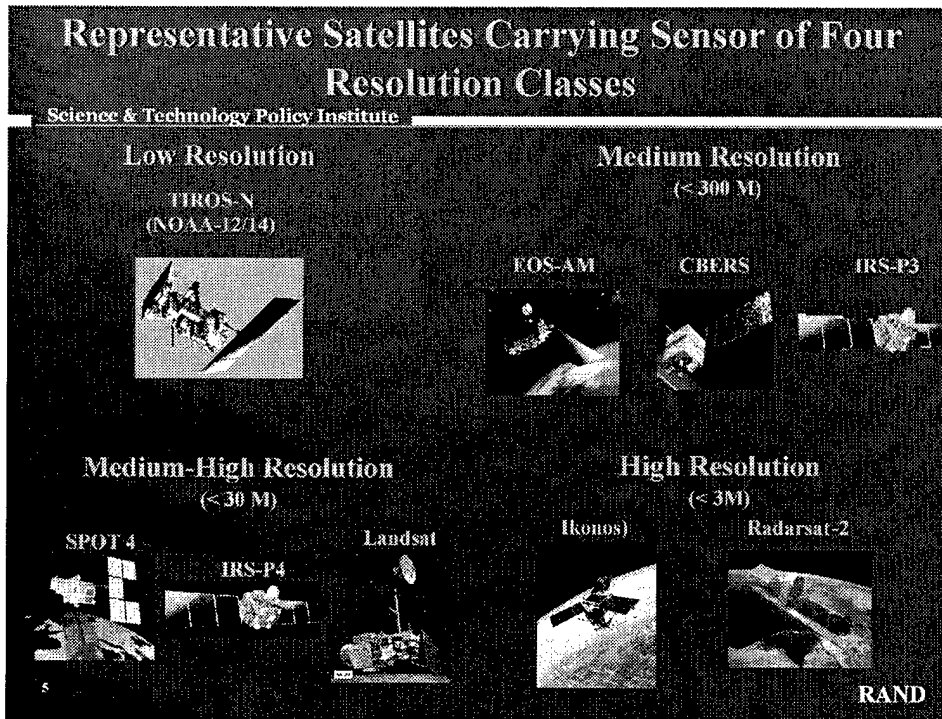 Representative Satellites Carrying Sensor of Four
Resolution Classes
Science & Technology Policy Institute
Low Resolution
TIROS-N
(NOAA-12/14)
Medium Resolution
(< 300 M)
EOS-AM
CBERS
IRS-P3
Medium-High Resolution
(< 30 M)
SPOT 4
IRS-P4
Landsat
High Resolution
(< 3M)
Ikonos)
Radarsat-2
5
RAND